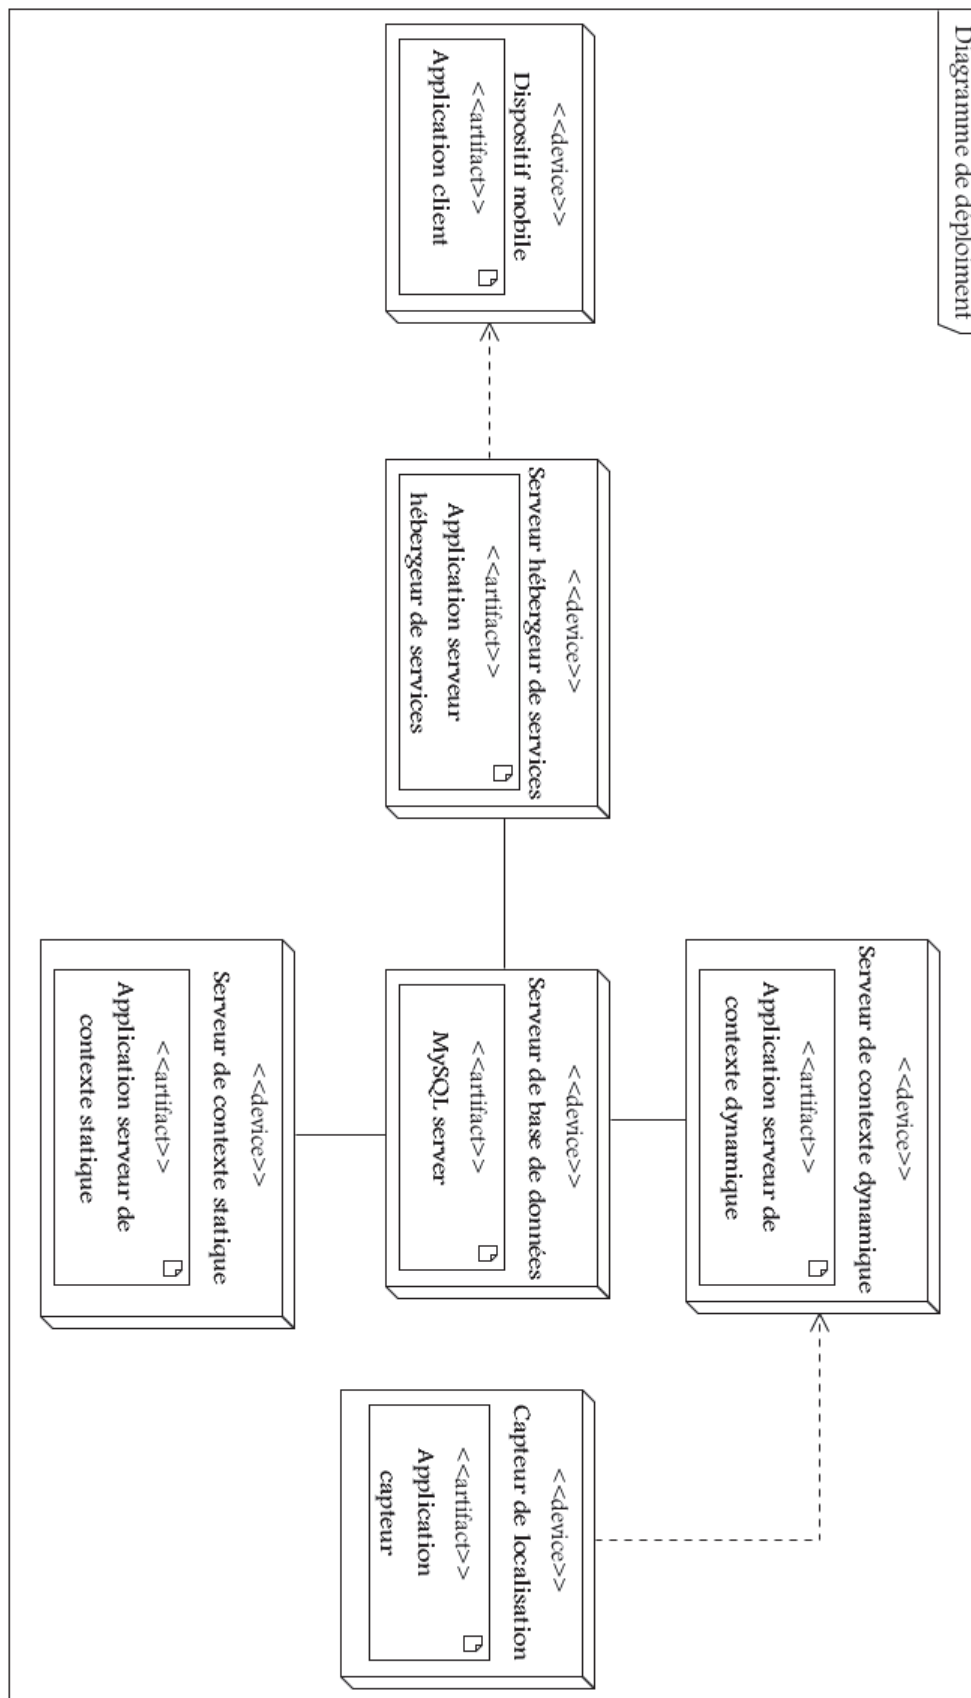 Diagramme de déploiment
<<device>>
Dispositif mobile
<<artifact>>
Application client
<<device>>
Serveur hébergeur de services
<<artifact>>
Application serveur
hébergeur de services
<<device>>
Serveur de contexte dynamique
<<artifact>>
Application serveur de
contexte dynamique
<<device>>
Serveur de base de données
<<artifact>>
MySQL server
<<device>>
Serveur de contexte statique
<<artifact>>
Application serveur de
contexte statique
<<device>>
Capteur de localisation
<<artifact>>
Application
capteur